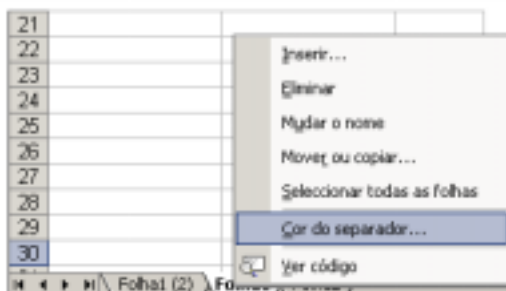 21
22
23
24
25
26
27
28
29
30
Inserir...
Eliminar
Mudar o nome
Mover ou copiar...
Seleccionar todas as folhas
Cor do separador...
Ver código
Folha1 (2)